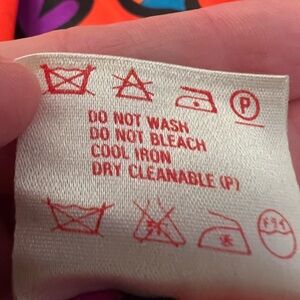 P
DO NOT WASH
DO NOT BLEACH
COOL IRON
DRY CLEANABLE (P)